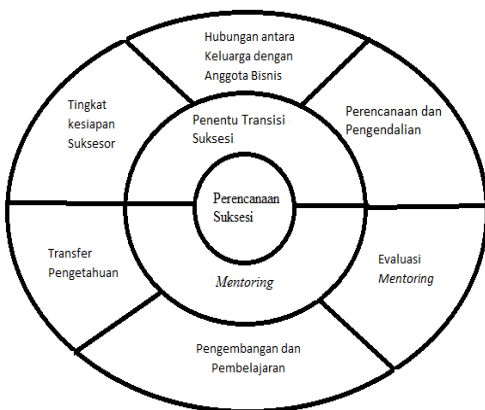 Hubungan antara
Keluarga dengan
Anggota Bisnis
Tingkat
kesiapan
Suksesor
Perencanaan dan
Pengendalian
Penentu Transisi
Suksesi
Perencanaan
Suksesi
Transfer
Pengetahuan
Mentoring
Evaluasi
Mentoring
Pengembangan dan
Pembelajaran